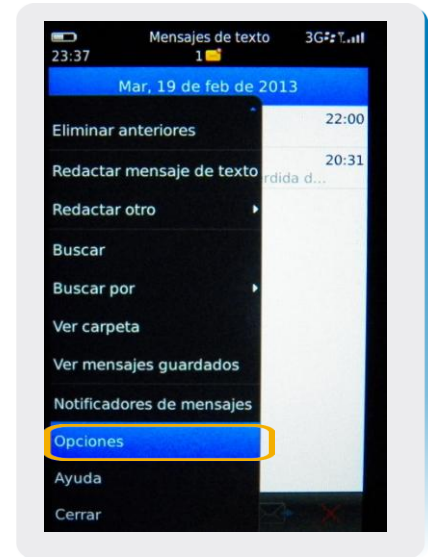 Mensajes de texto 3G
23:37 1
Mar, 19 de feb de 2013
22:00
20:31
rdida d...
Eliminar anteriores
Redactar mensaje de texto
Redactar otro
Buscar
Buscar por
Ver carpeta
Ver mensajes guardados
Notificadores de mensajes
Opciones
Ayuda
Cerrar